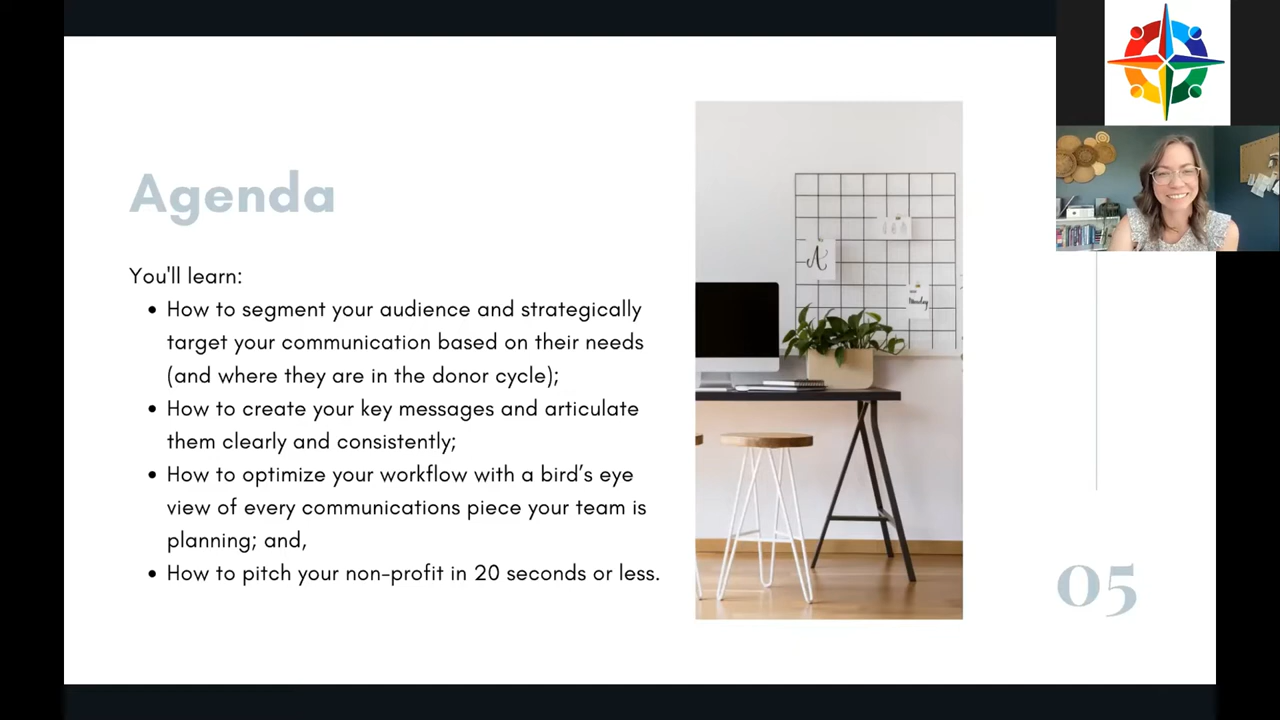 Agenda
You'll learn:
• How to segment your audience and strategically
target your communication based on their needs
(and where they are in the donor cycle);
• How to create your key messages and articulate
them clearly and consistently;
• How to optimize your workflow with a bird's eye
view of every communications piece your team is
planning; and,
• How to pitch your non-profit in 20 seconds or less.
A
Monday
05